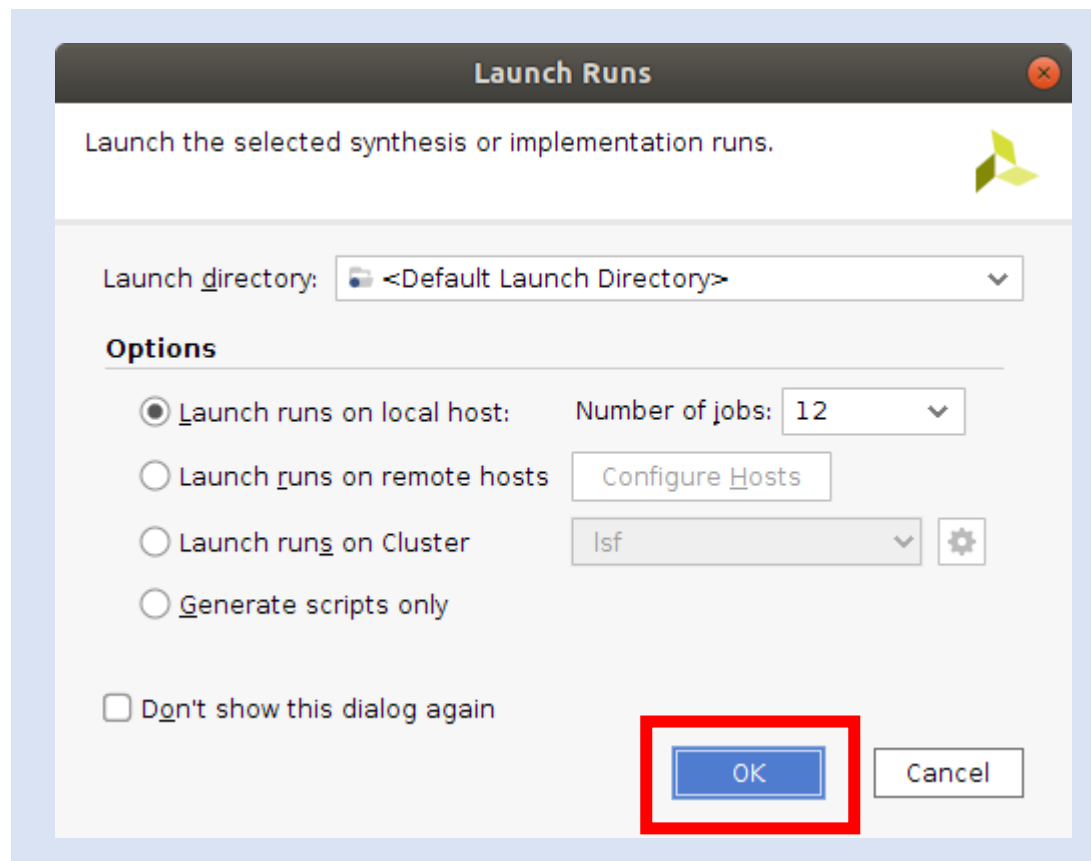 Launch Runs
Launch the selected synthesis or implementation runs.
Launch directory: <Default Launch Directory>
Options
Launch runs on local host: Number of jobs: 12
Launch runs on remote hosts Configure Hosts
Launch runs on Cluster lsf
Generate scripts only
Don't show this dialog again
OK Cancel